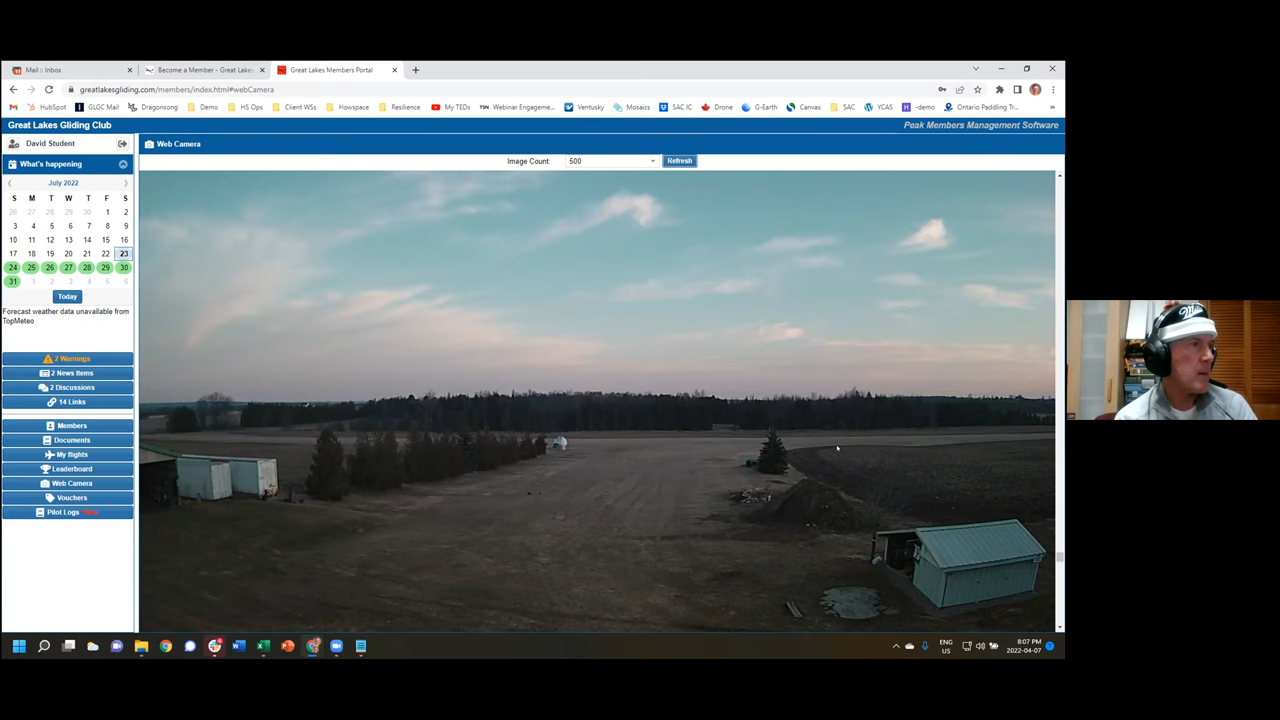 Mail :: Inbox
Become a Member - Great Lakes
Great Lakes Members Portal
greatlakesgliding.com/members/index.html#webCamera
HubSpot
GLGC Mail
Dragonsong
Demo
HS Ops
Client WSs
Howspace
Resilience
My TEDx
Webinar Engageme...
Ventusky
Mosaics
SAC IC
Drone
G-Earth
Canvas
SAC
YCAS
-demo
Ontario Paddling Tr...
Great Lakes Gliding Club
Peak Members Management Software
David Student
Web Camera
What's happening
Image Count:
500
Refresh
July 2022
S M T W T F S
26 27 28 29 30 1 2
3 4 5 6 7 8 9
10 11 12 13 14 15 16
17 18 19 20 21 22 23
24 25 26 27 28 29 30
31 1 2 3 4 5 6
Today
Forecast weather data unavailable from
TopMeteo
2 Warnings
2 News Items
2 Discussions
14 Links
Members
Documents
My flights
Leaderboard
Web Camera
Vouchers
Pilot Logs
ENG
US
8:07 PM
2022-04-07